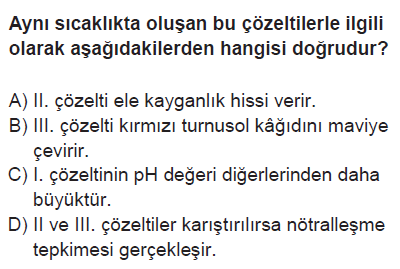 Aynı sıcaklıkta oluşan bu çözeltilerle ilgili
olarak aşağıdakilerden hangisi doğrudur?
A) II. çözelti ele kayganlık hissi verir.
B) III. çözelti kırmızı turnusol kâğıdını maviye
çevirir.
C) I. çözeltinin pH değeri diğerlerinden daha
büyüktür.
D) II ve III. çözeltiler karıştırılırsa nötralleşme
tepkimesi gerçekleşir.